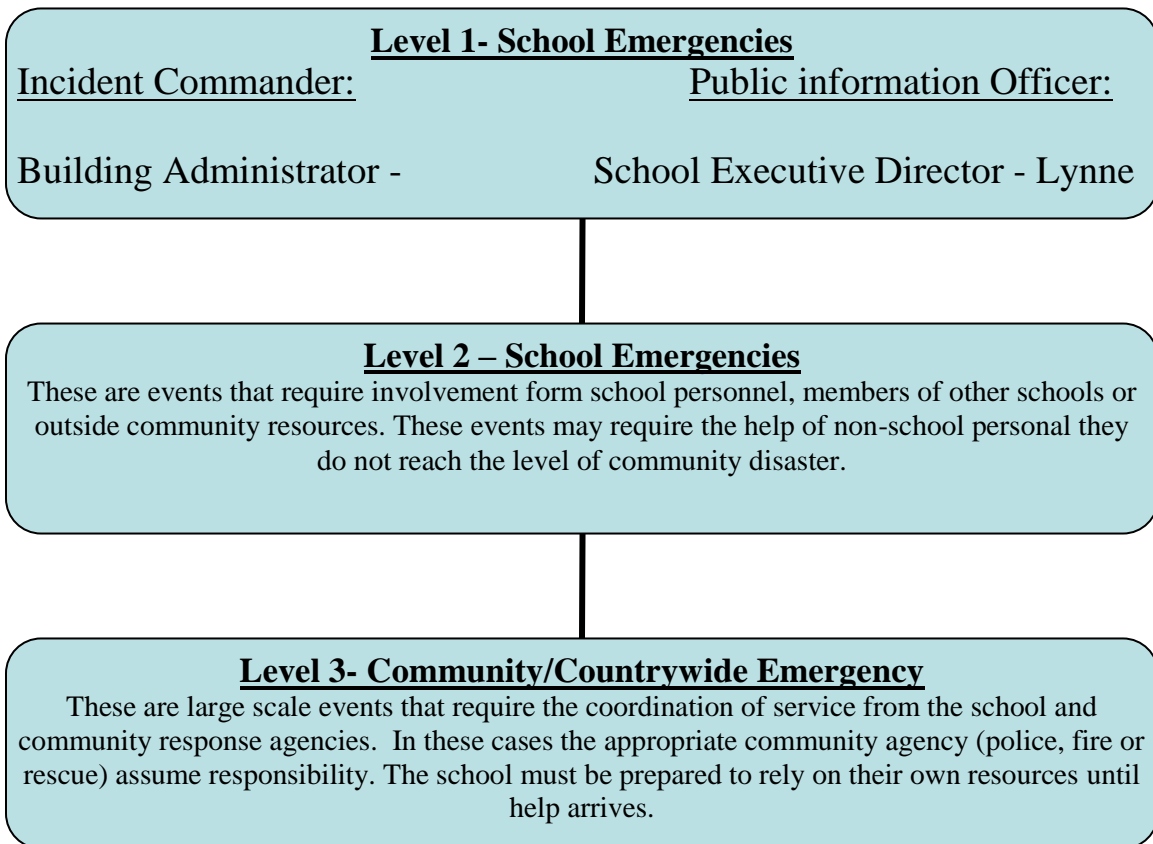 Level 1- School Emergencies
Incident Commander: Public information Officer:
Building Administrator - School Executive Director - Lynne
Level 2 – School Emergencies
These are events that require involvement form school personnel, members of other schools or
outside community resources. These events may require the help of non-school personal they
do not reach the level of community disaster.
Level 3- Community/Countrywide Emergency
These are large scale events that require the coordination of service from the school and
community response agencies.  In these cases the appropriate community agency (police, fire or
rescue) assume responsibility. The school must be prepared to rely on their own resources until
help arrives.